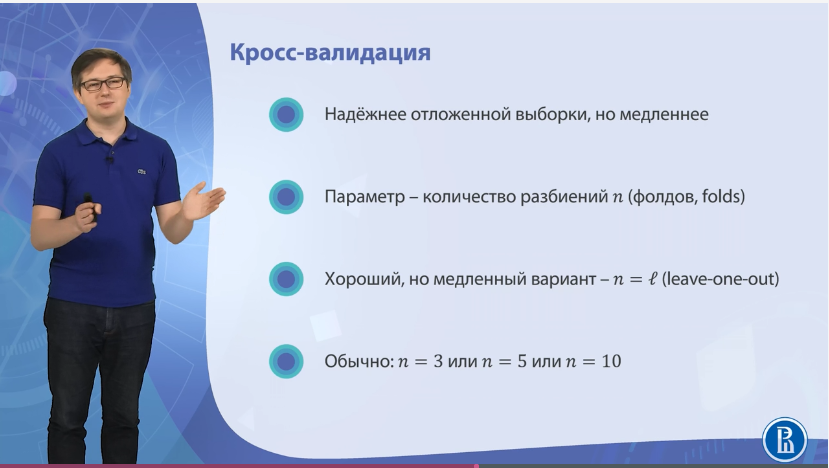 Кросс-валидация
Надёжнее отложенной выборки, но медленнее
Параметр – количество разбиений n (фолдов, folds)
Хороший, но медленный вариант – n = ℓ (leave-one-out)
Обычно: n = 3 или n = 5 или n = 10